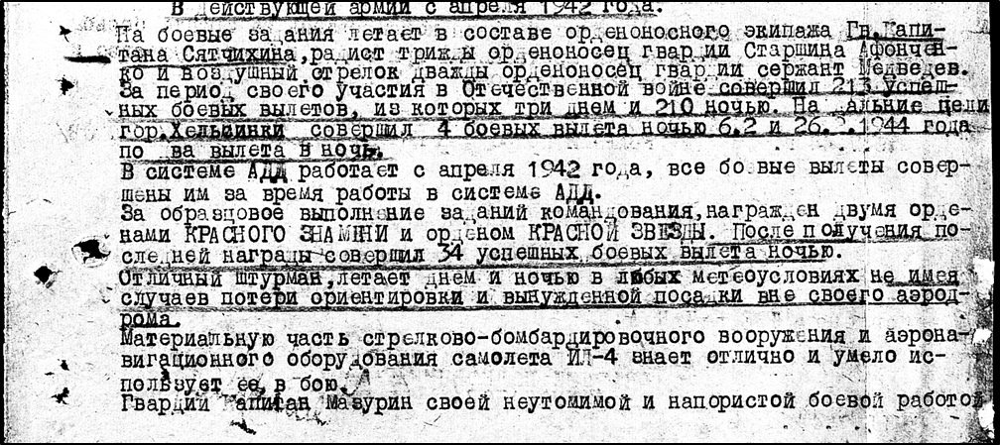 В действующей армии с апреля 1942 года.
На боевые задания летает в составе орденоносного экипажа Гв.Капи-
тана Сятчихина,радист трижды орденоносец гвардии Старшина Афончен-
ко и воздушный стрелок дважды орденоносец гвардии сержант Медведев.
За период своего участия в Отечественной войне совершил 213 успеш-
ных боевых вылетов, из которых три днем и 210 ночью. На дальние цели
гор.Хельсинки совершил 4 боевых вылета ночью 6.2 и 26.2.1944 года
по два вылета в ночь.
В системе АДД работает с апреля 1942 года, все боевые вылеты совер-
шены им за время работы в системе АДД.
За образцовое выполнение заданий командования,награжден двумя орде-
нами КРАСНОГО ЗНАМЕНИ и орденом КРАСНОЙ ЗВЕЗДЫ. После получения по-
следней награды совершил 34 успешных боевых вылета ночью.
Отличный штурман,летает днем и ночью в любых метеоусловиях не имея
случаев потери ориентировки и вынужденной посадки вне своего аэрод-
рома.
Материальную часть стрелково-бомбардировочного вооружения и аэрона-
вигационного оборудования самолета ИЛ-4 знает отлично и умело ис-
пользует ее, в бою.
Гвардии Капитан Мазурин своей неутомимой и напористой боевой работой